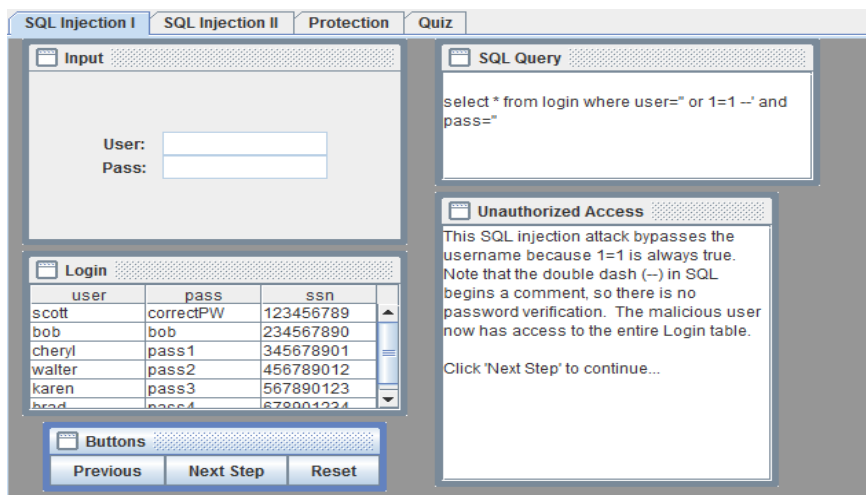 SQL Injection I SQL Injection II Protection Quiz
Input
User:
Pass:
SQL Query
select * from login where user='' or 1=1 --' and
pass=''
Login
user pass ssn
scott correctPW 123456789
bob bob 234567890
cheryl pass1 345678901
walter pass2 456789012
karen pass3 567890123
brad pass4 678901234
Unauthorized Access
This SQL injection attack bypasses the
username because 1=1 is always true.
Note that the double dash (--) in SQL
begins a comment, so there is no
password verification.  The malicious user
now has access to the entire Login table.
Click 'Next Step' to continue...
Buttons
Previous Next Step Reset